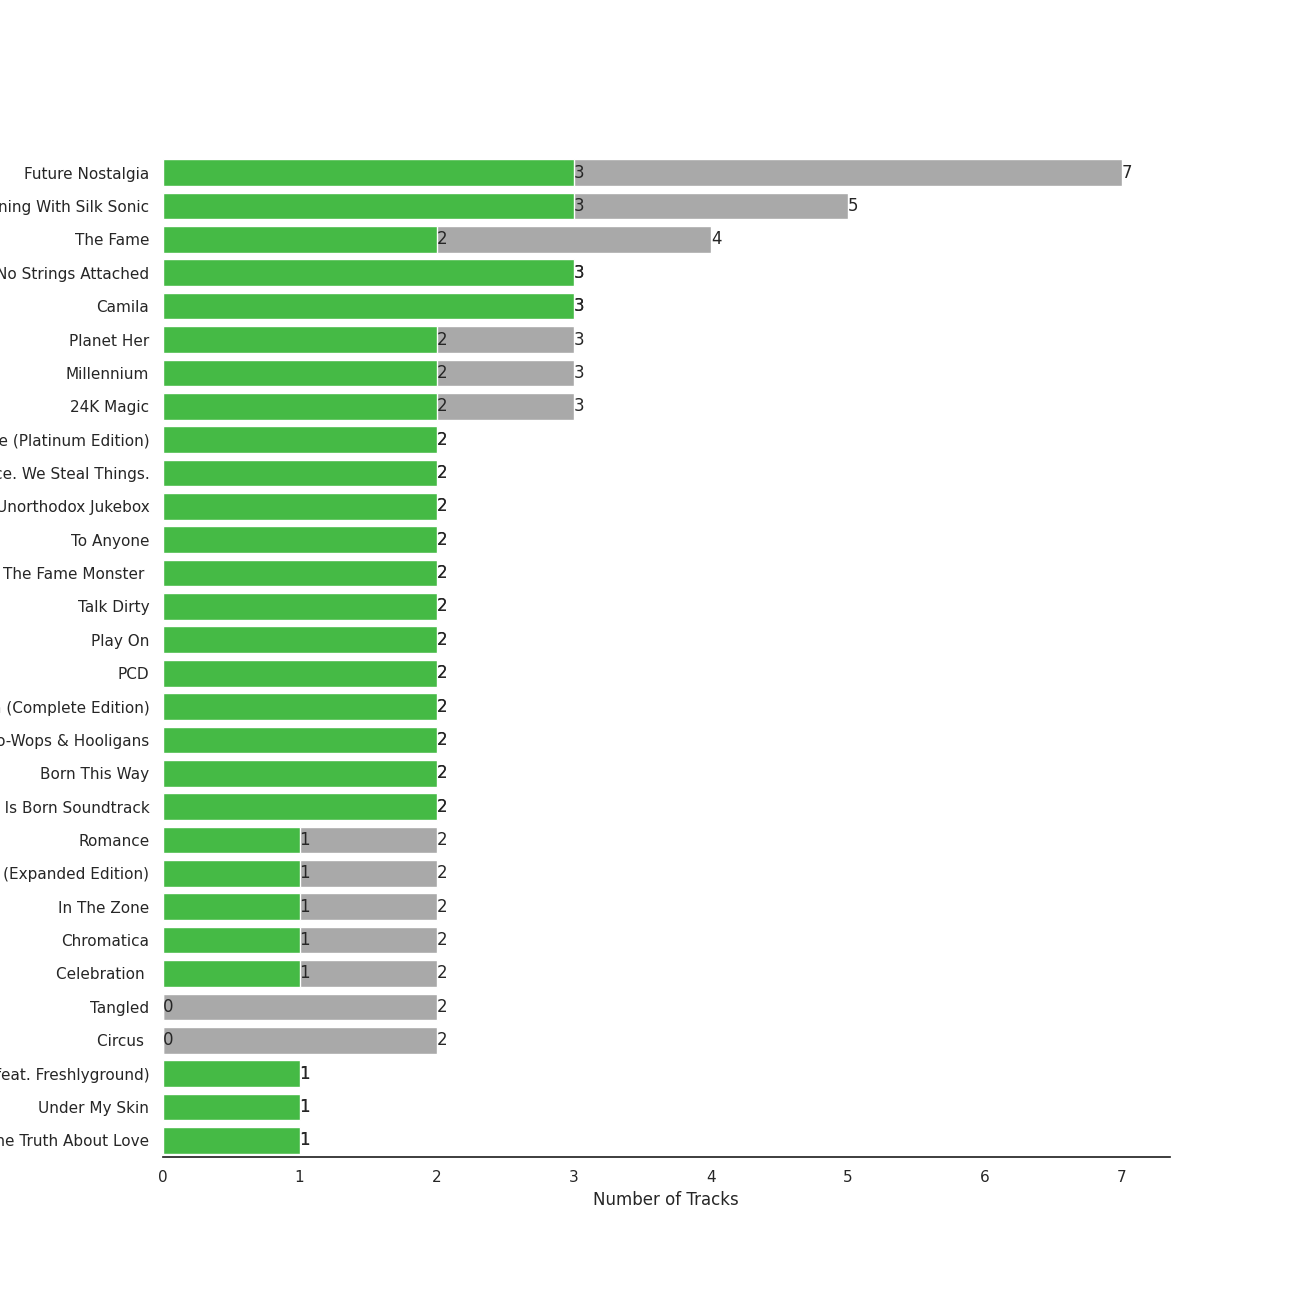 Future Nostalgia 3 7
ning With Silk Sonic 3 5
The Fame 2 4
No Strings Attached 3
Camila 3
Planet Her 2 3
Millennium 2 3
24K Magic 2 3
e (Platinum Edition) 2
ce. We Steal Things. 2
Unorthodox Jukebox 2
To Anyone 2
The Fame Monster 2
Talk Dirty 2
Play On 2
PCD 2
(Complete Edition) 2
o-Wops & Hooligans 2
Born This Way 2
Is Born Soundtrack 2
Romance 1 2
(Expanded Edition) 1 2
In The Zone 1 2
Chromatica 1 2
Celebration 1 2
Tangled 0 2
Circus 0 2
feat. Freshlyground) 1
Under My Skin 1
he Truth About Love 1
0 1 2 3 4 5 6 7
Number of Tracks